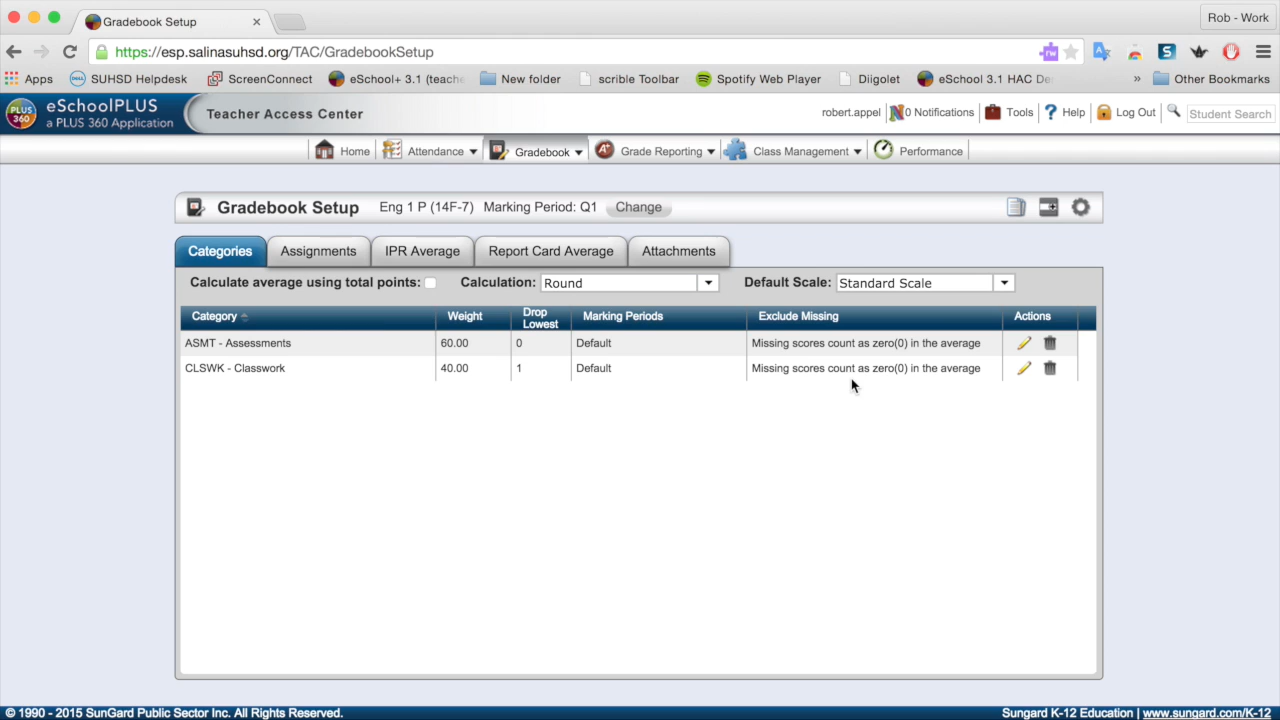 Gradebook Setup
Rob - Work
https://esp.salinasuhsd.org/TAC/GradebookSetup
Apps SUHSD Helpdesk ScreenConnect eSchool+ 3.1 (teache New folder scrible Toolbar Spotify Web Player Diigolet eSchool 3.1 HAC De » Other Bookmarks
PLUS 360 eSchoolPLUS
a PLUS 360 Application
Teacher Access Center
robert.appel 0 Notifications Tools ? Help Log Out Student Search
Home Attendance Gradebook Grade Reporting Class Management Performance
Gradebook Setup Eng 1 P (14F-7) Marking Period: Q1 Change
Categories Assignments IPR Average Report Card Average Attachments
Calculate average using total points: Calculation: Round Default Scale: Standard Scale
Category Weight Drop Lowest Marking Periods Exclude Missing Actions
ASMT - Assessments 60.00 0 Default Missing scores count as zero(0) in the average
CLSWK - Classwork 40.00 1 Default Missing scores count as zero(0) in the average
© 1990 - 2015 SunGard Public Sector Inc. All Rights Reserved. Sungard K-12 Education | www.sungard.com/K-12